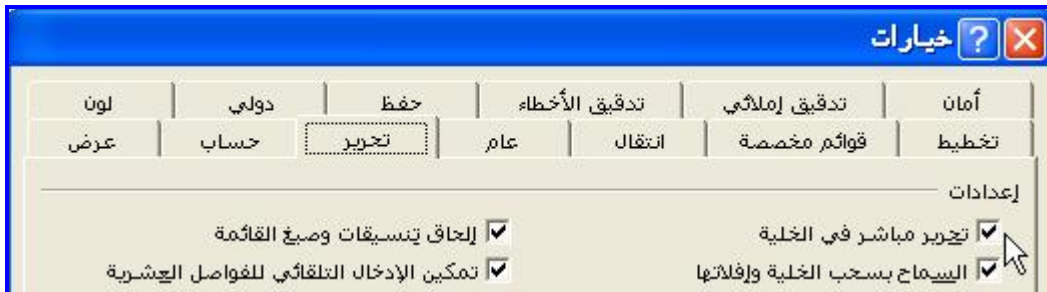 خيارات
أمان تدقيق إملائي تدقيق الأخطاء حفظ دولي لون
تخطيط قوائم مخصصة انتقال عام تحرير حساب عرض
إعدادات
تحرير مباشر في الخلية إلحاق تنسيقات وصيغ القائمة
السماح بسحب الخلية وإفلاتها تمكين الإدخال التلقائي للفواصل العشرية